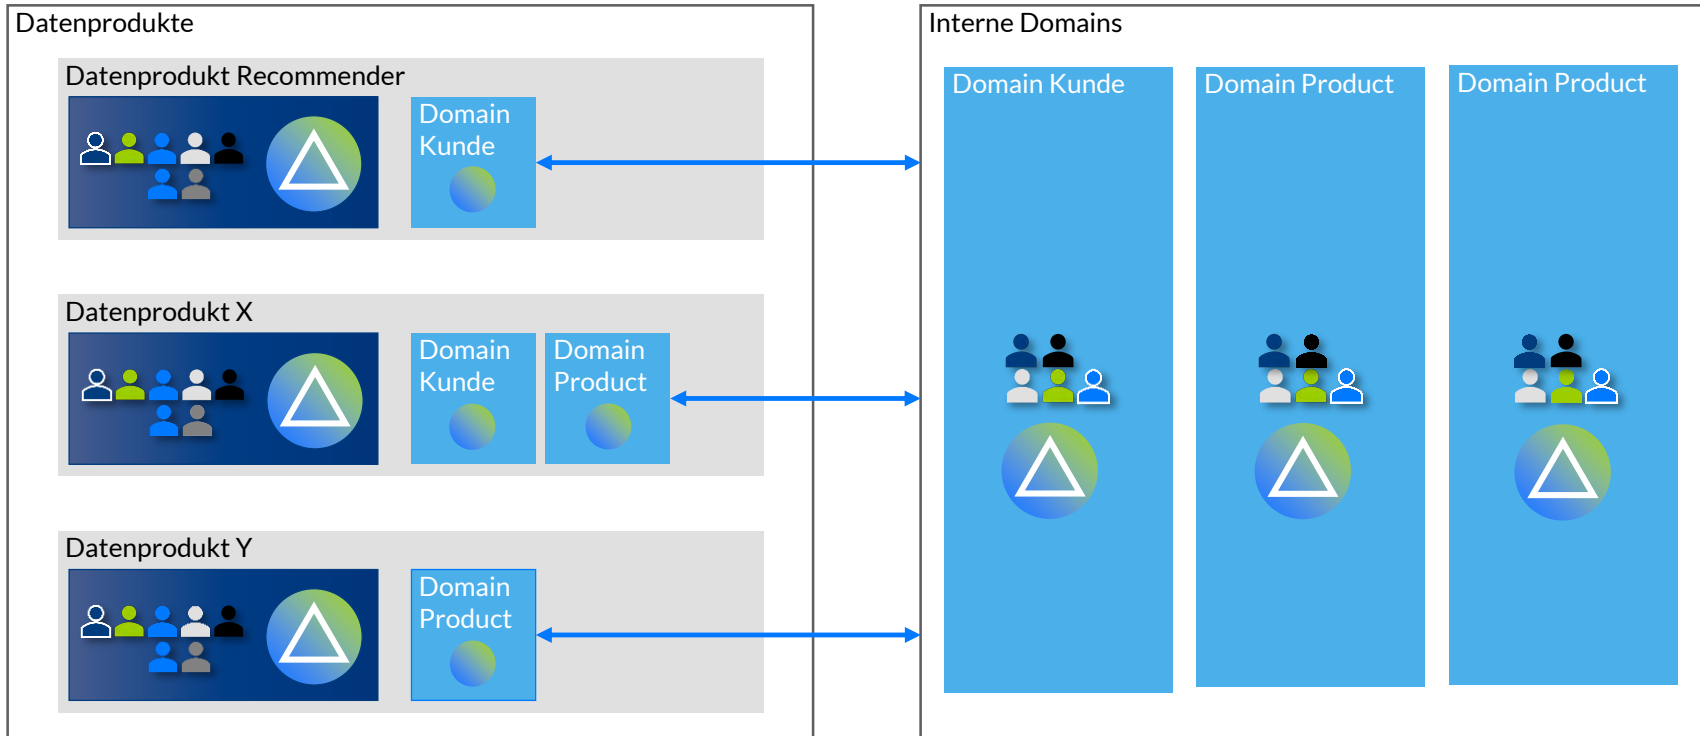 Datenprodukte
Datenprodukt Recommender
Domain
Kunde
Datenprodukt X
Domain
Kunde
Domain
Product
Datenprodukt Y
Domain
Product
Interne Domains
Domain Kunde
Domain Product
Domain Product